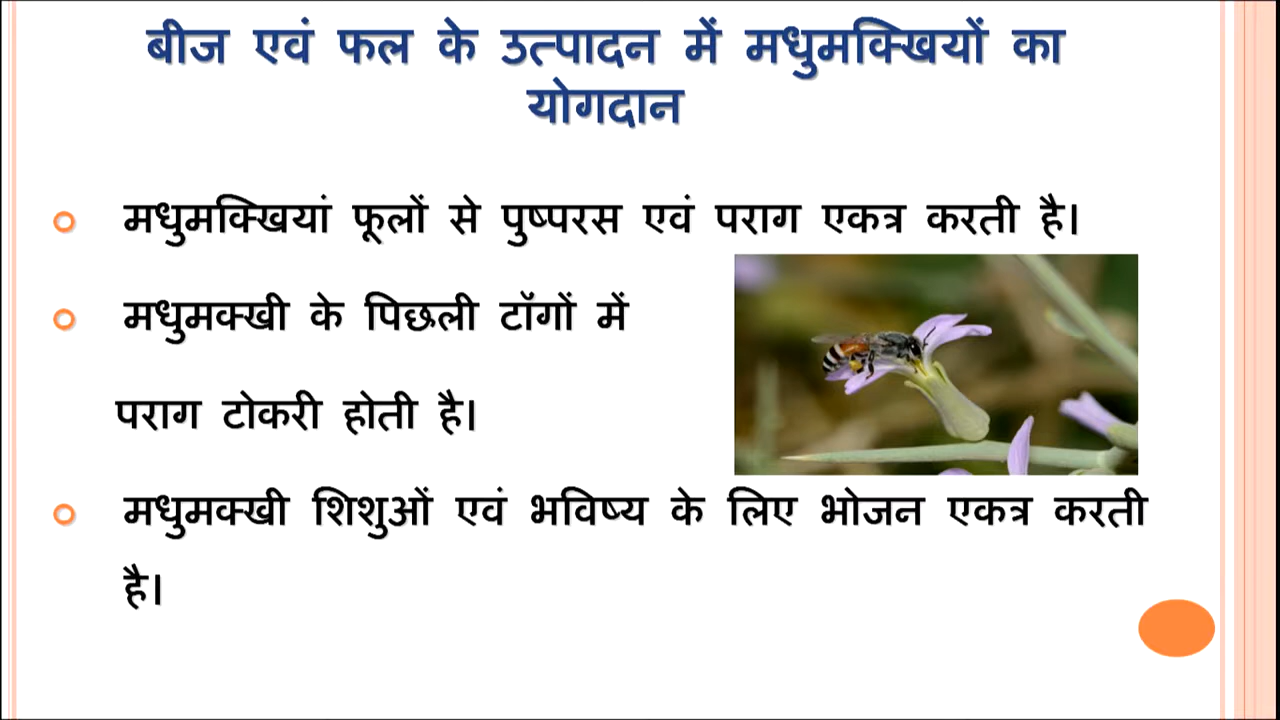 बीज एवं फल के उत्पादन में मधुमक्खियों का
योगदान
मधुमक्खियां फूलों से पुष्परस एवं पराग एकत्र करती है।
मधुमक्खी के पिछली टॉगों में
पराग टोकरी होती है।
मधुमक्खी शिशुओं एवं भविष्य के लिए भोजन एकत्र करती
है।